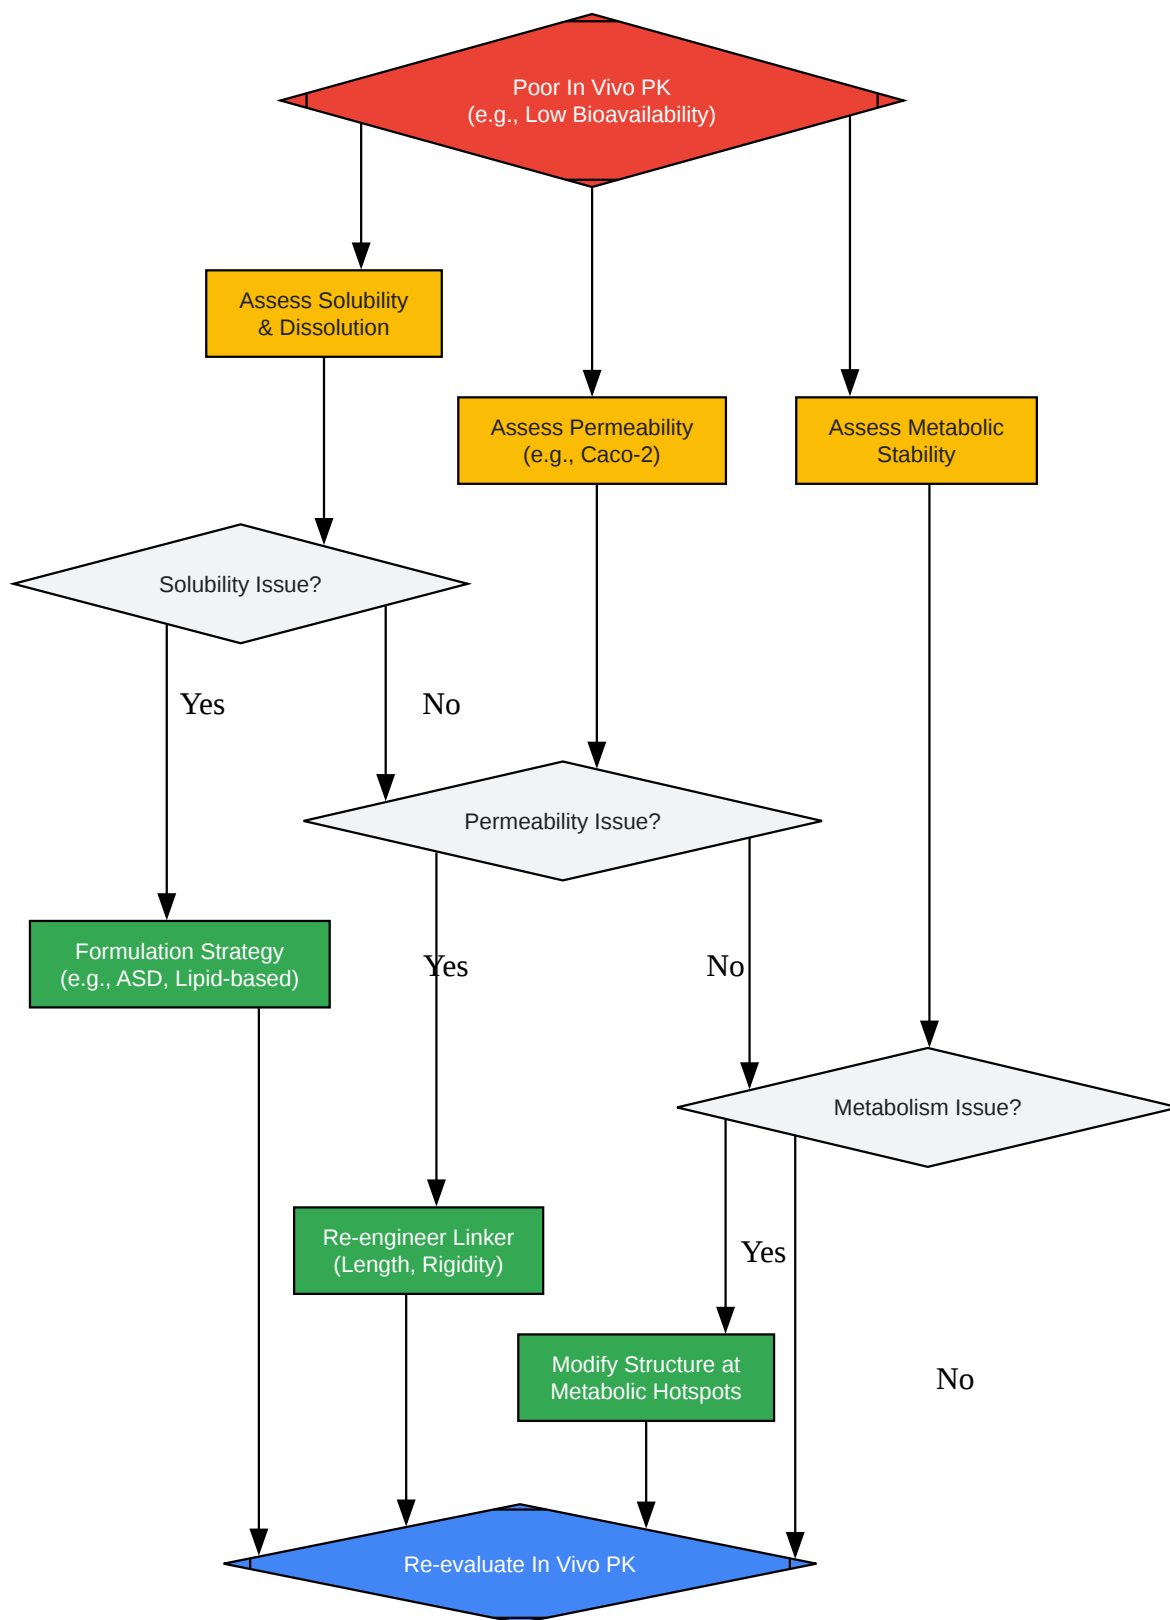 Poor In Vivo PK
(e.g., Low Bioavailability)
Assess Solubility
& Dissolution
Assess Permeability
(e.g., Caco-2)
Assess Metabolic
Stability
Solubility Issue?
Yes
No
Permeability Issue?
Formulation Strategy
(e.g., ASD, Lipid-based)
Yes
No
Metabolism Issue?
Re-engineer Linker
(Length, Rigidity)
Yes
Modify Structure at
Metabolic Hotspots
No
Re-evaluate In Vivo PK